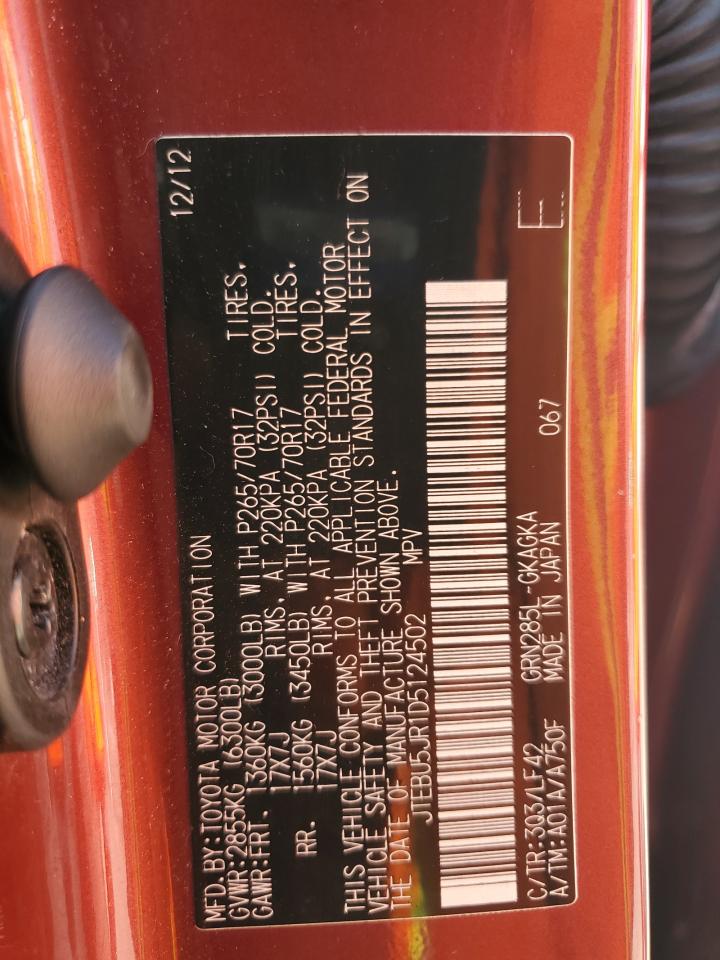 MFD.BY:TOYOTA MOTOR CORPORATION 12/12
GVWR:2855KG (6300LB)
GAWR:FRT. 1360KG (3000LB) WITH P265/70R17 TIRES,
17X7J RIMS, AT 220KPA (32PSI) COLD.
RR. 1560KG (3450LB) WITH P265/70R17 TIRES,
17X7J RIMS, AT 220KPA (32PSI) COLD.
THIS VEHICLE CONFORMS TO ALL APPLICABLE FEDERAL MOTOR
VEHICLE SAFETY AND THEFT PREVENTION STANDARDS IN EFFECT ON
THE DATE OF MANUFACTURE SHOWN ABOVE.
JTEBU5JR1D5124502 MPV
C/TR:3Q3/LF42 GRN285L-GKAGKA 067 E
A/TM:A01A/A750F MADE IN JAPAN